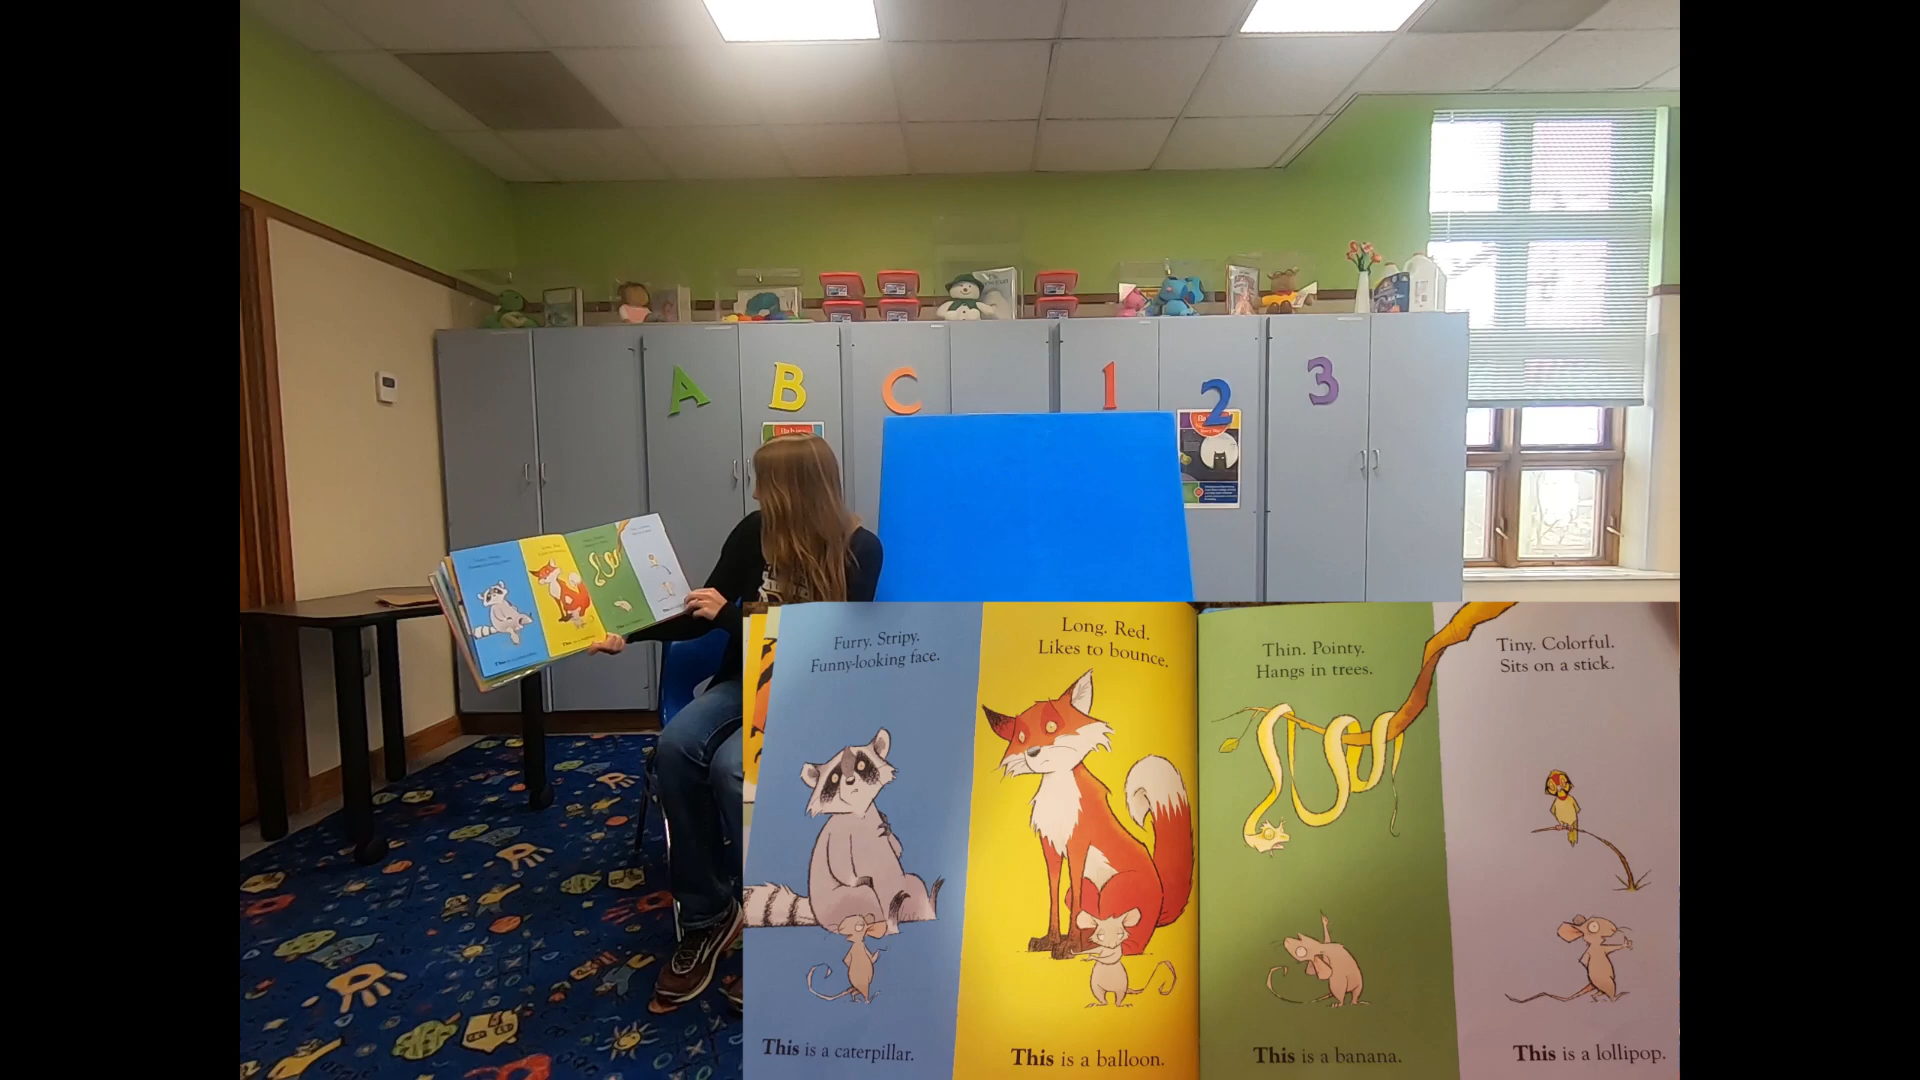 A B C 1 2 3
Furry. Stripy.
Funny-looking face.
This is a caterpillar.
Long. Red.
Likes to bounce.
This is a balloon.
Thin. Pointy.
Hangs in trees.
This is a banana.
Tiny. Colorful.
Sits on a stick.
This is a lollipop.